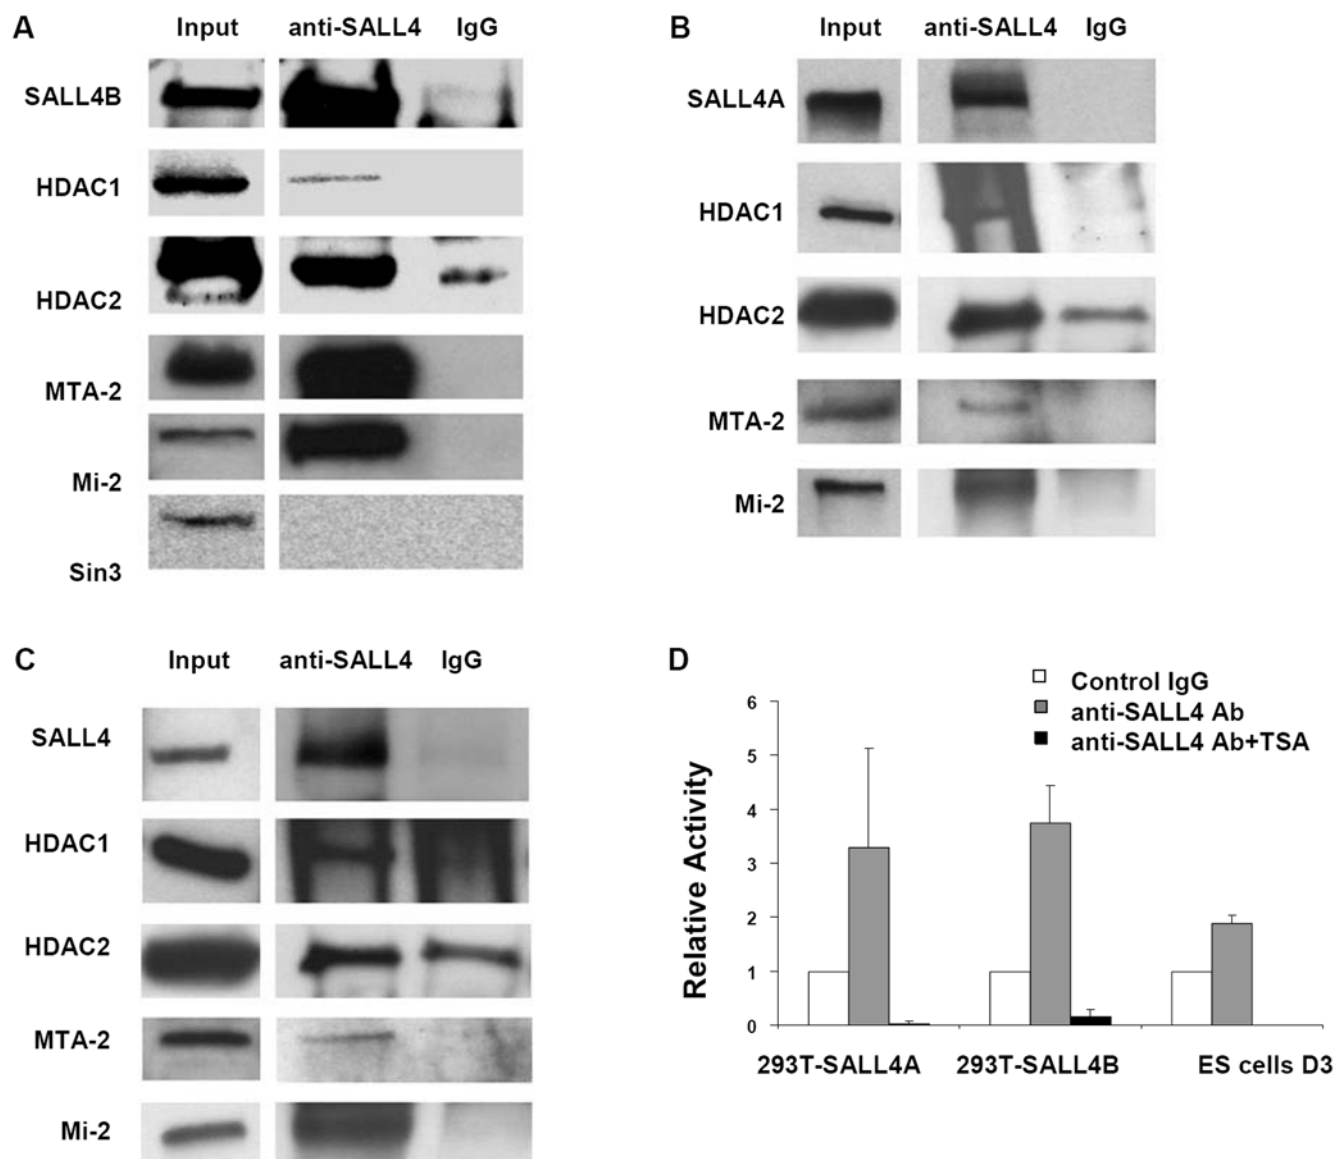 A
Input anti-SALL4 IgG
SALL4B
HDAC1
HDAC2
MTA-2
Mi-2
Sin3
B
Input anti-SALL4 IgG
SALL4A
HDAC1
HDAC2
MTA-2
Mi-2
C
Input anti-SALL4 IgG
SALL4
HDAC1
HDAC2
MTA-2
Mi-2
D
Control IgG
anti-SALL4 Ab
anti-SALL4 Ab+TSA
Relative Activity
6
5
4
3
2
1
0
293T-SALL4A 293T-SALL4B ES cells D3